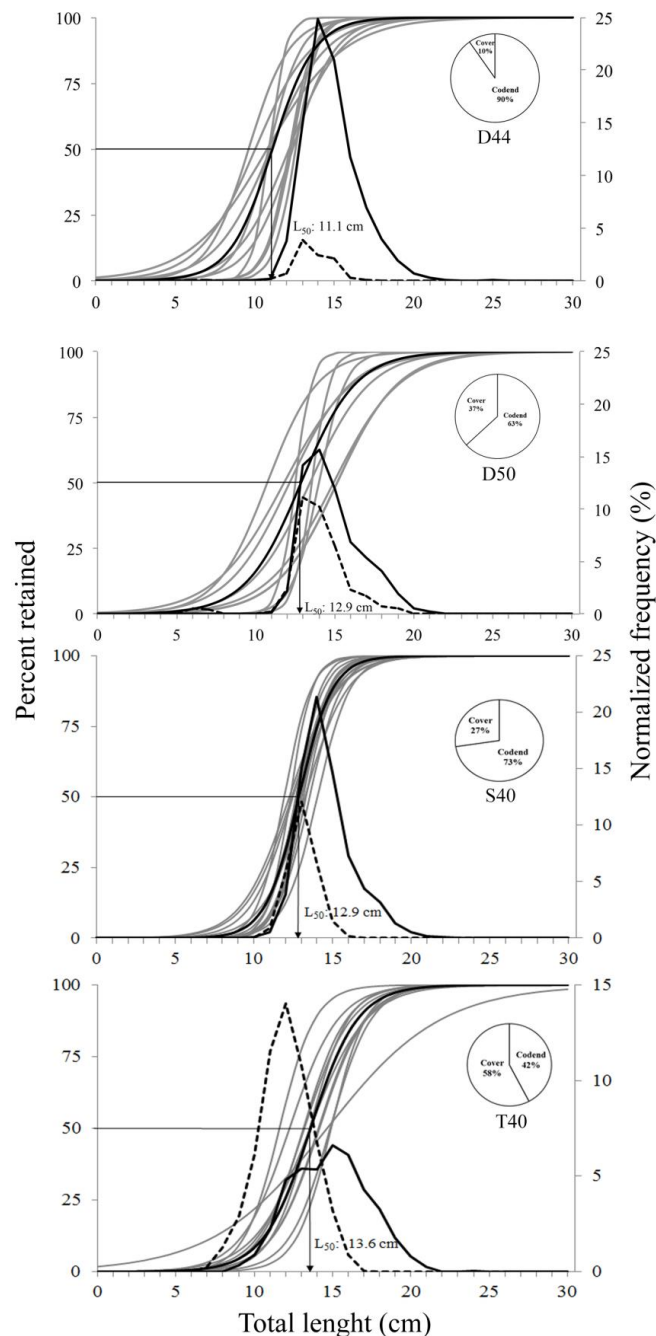 Percent retained
Normalized frequency (%)
100
75
50
25
0
25
20
15
10
5
0
Cover
10%
Codend
90%
D44
L50: 11.1 cm
0 5 10 15 20 25 30
100
75
50
25
0
25
20
15
10
5
0
Cover
37%
Codend
63%
D50
L50: 12.9 cm
0 5 10 15 20 25 30
100
75
50
25
0
25
20
15
10
5
0
Cover
27%
Codend
73%
S40
L50: 12.9 cm
0 5 10 15 20 25 30
100
75
50
25
0
15
10
5
0
Cover
58%
Codend
42%
T40
L50: 13.6 cm
0 5 10 15 20 25 30
Total lenght (cm)